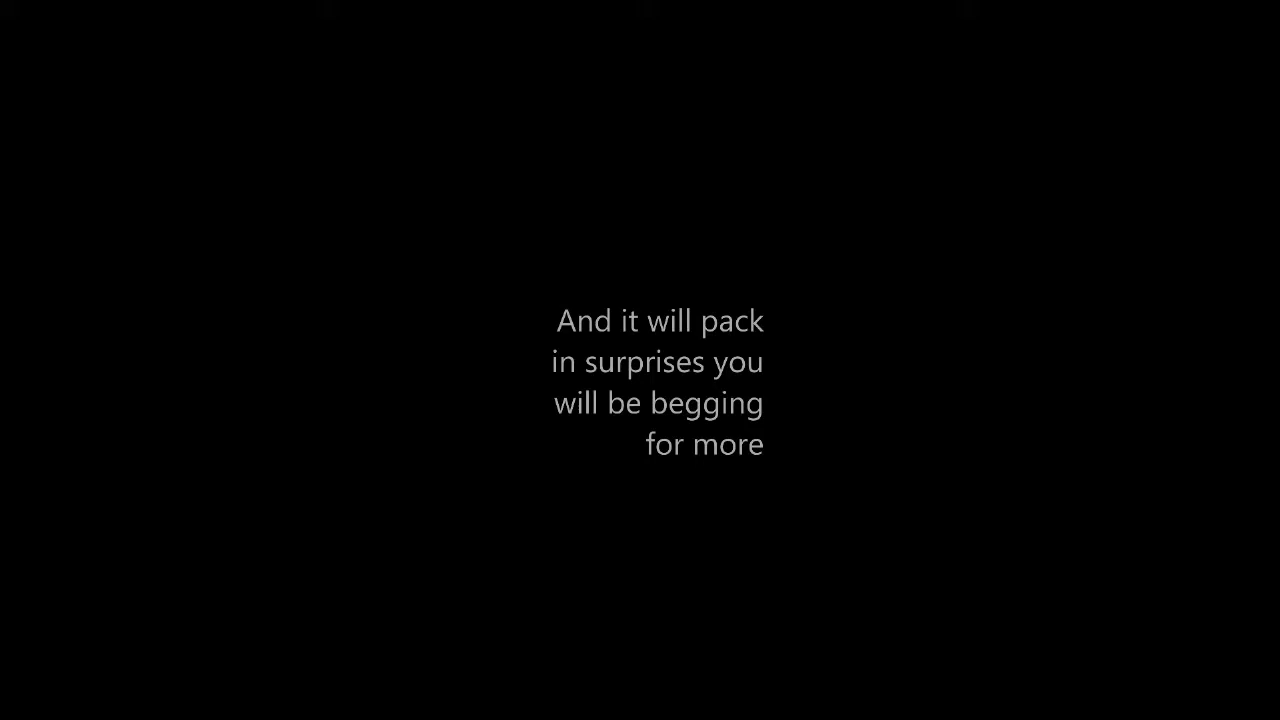 And it will pack
in surprises you
will be begging
for more